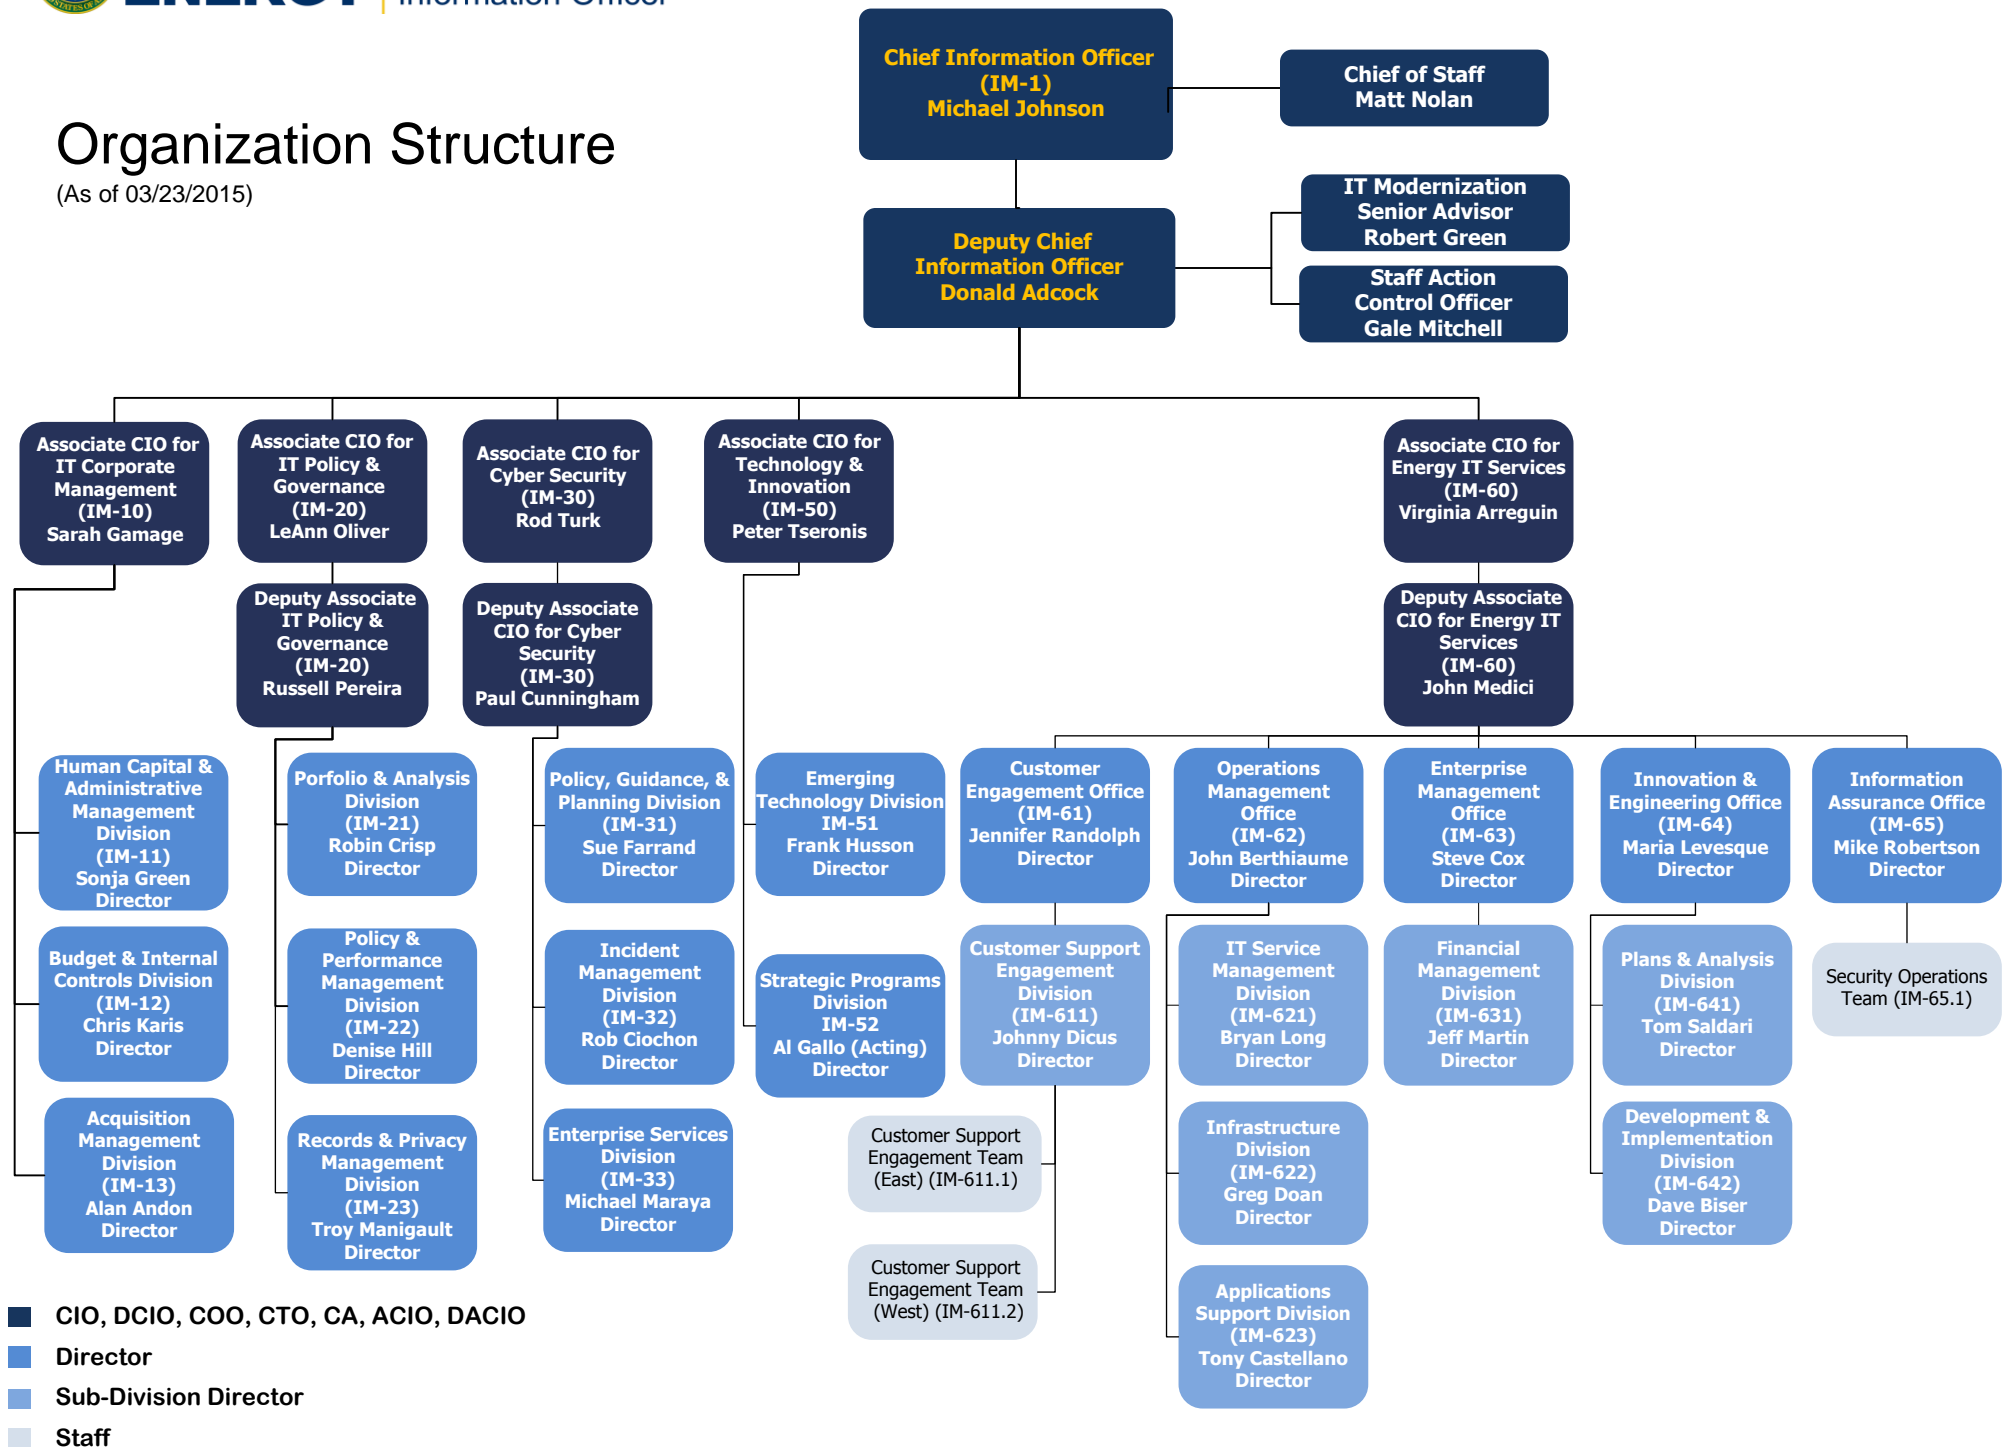 ENERGY
Information Officer
Organization Structure
(As of 03/23/2015)
Chief Information Officer
(IM-1)
Michael Johnson
Chief of Staff
Matt Nolan
Deputy Chief
Information Officer
Donald Adcock
IT Modernization
Senior Advisor
Robert Green
Staff Action
Control Officer
Gale Mitchell
Associate CIO for
IT Corporate
Management
(IM-10)
Sarah Gamage
Associate CIO for
IT Policy &
Governance
(IM-20)
LeAnn Oliver
Associate CIO for
Cyber Security
(IM-30)
Rod Turk
Associate CIO for
Technology &
Innovation
(IM-50)
Peter Tseronis
Associate CIO for
Energy IT Services
(IM-60)
Virginia Arreguin
Deputy Associate
IT Policy &
Governance
(IM-20)
Russell Pereira
Deputy Associate
CIO for Cyber
Security
(IM-30)
Paul Cunningham
Deputy Associate
CIO for Energy IT
Services
(IM-60)
John Medici
Human Capital &
Administrative
Management
Division
(IM-11)
Sonja Green
Director
Porfolio & Analysis
Division
(IM-21)
Robin Crisp
Director
Policy, Guidance, &
Planning Division
(IM-31)
Sue Farrand
Director
Emerging
Technology Division
IM-51
Frank Husson
Director
Customer
Engagement Office
(IM-61)
Jennifer Randolph
Director
Operations
Management
Office
(IM-62)
John Berthiaume
Director
Enterprise
Management
Office
(IM-63)
Steve Cox
Director
Innovation &
Engineering Office
(IM-64)
Maria Levesque
Director
Information
Assurance Office
(IM-65)
Mike Robertson
Director
Budget & Internal
Controls Division
(IM-12)
Chris Karis
Director
Policy &
Performance
Management
Division
(IM-22)
Denise Hill
Director
Incident
Management
Division
(IM-32)
Rob Ciochon
Director
Strategic Programs
Division
IM-52
Al Gallo (Acting)
Director
Customer Support
Engagement
Division
(IM-611)
Johnny Dicus
Director
IT Service
Management
Division
(IM-621)
Bryan Long
Director
Financial
Management
Division
(IM-631)
Jeff Martin
Director
Plans & Analysis
Division
(IM-641)
Tom Saldari
Director
Security Operations
Team (IM-65.1)
Acquisition
Management
Division
(IM-13)
Alan Andon
Director
Records & Privacy
Management
Division
(IM-23)
Troy Manigault
Director
Enterprise Services
Division
(IM-33)
Michael Maraya
Director
Customer Support
Engagement Team
(East) (IM-611.1)
Infrastructure
Division
(IM-622)
Greg Doan
Director
Development &
Implementation
Division
(IM-642)
Dave Biser
Director
Customer Support
Engagement Team
(West) (IM-611.2)
Applications
Support Division
(IM-623)
Tony Castellano
Director
CIO, DCIO, COO, CTO, CA, ACIO, DACIO
Director
Sub-Division Director
Staff